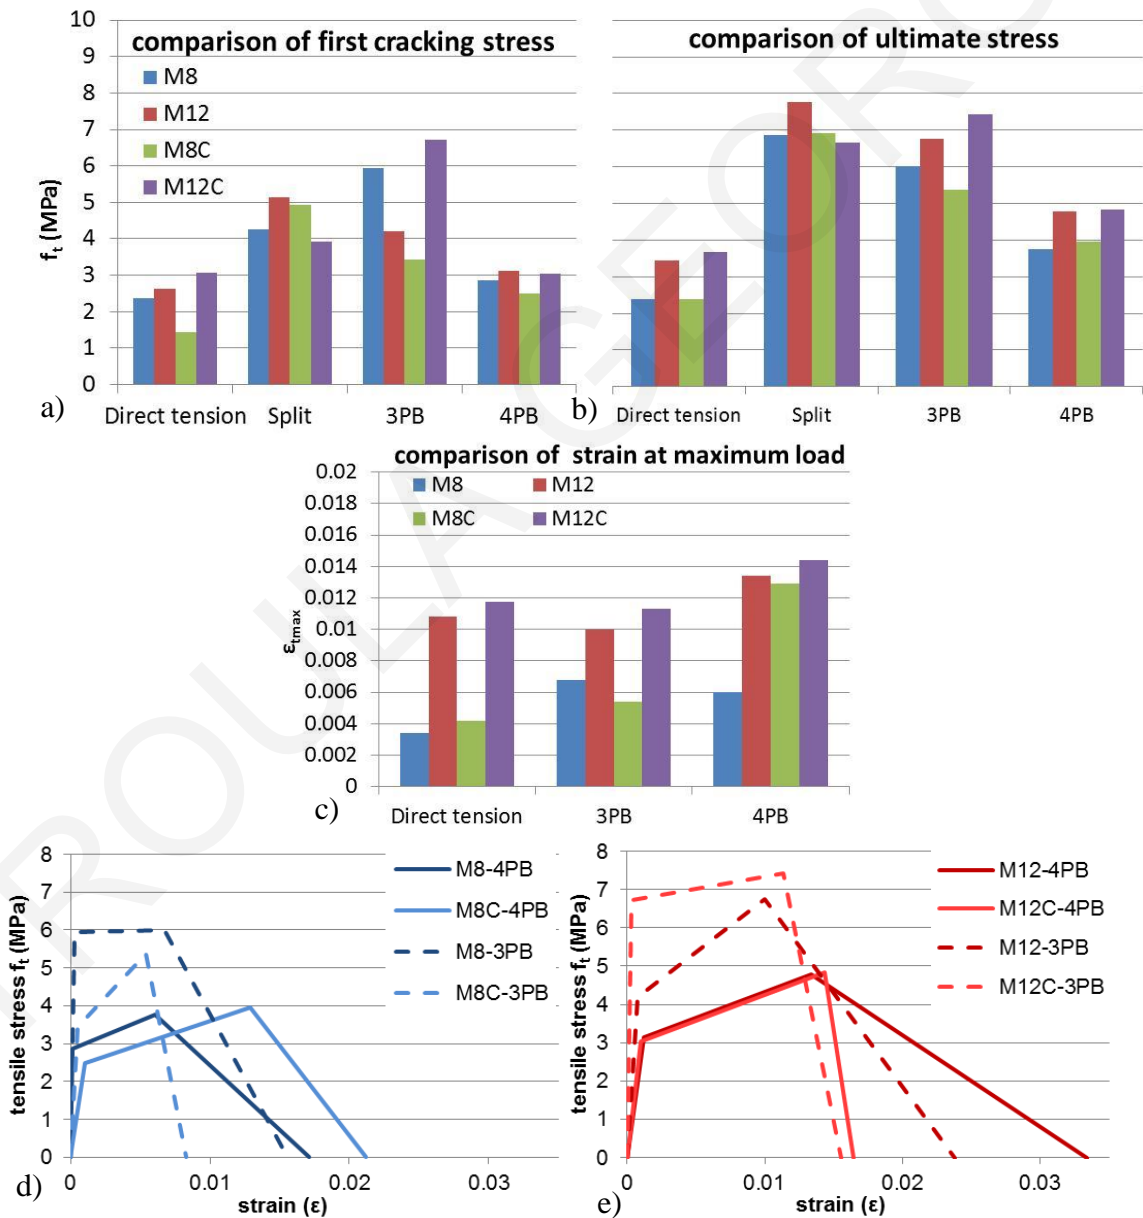 comparison of first cracking stress
10
9
8
7
6
5
4
3
2
1
0
f_t (MPa)
M8
M12
M8C
M12C
a)
Direct tension Split 3PB 4PB
comparison of ultimate stress
b)
Direct tension Split 3PB 4PB
comparison of strain at maximum load
0.02
0.018
0.016
0.014
0.012
0.01
0.008
0.006
0.004
0.002
0
ε_tmax
M8 M12
M8C M12C
c)
Direct tension 3PB 4PB
8
7
6
5
4
3
2
1
0
tensile stress f_t (MPa)
M8-4PB
M8C-4PB
M8-3PB
M8C-3PB
0 0.01 0.02 0.03
d)
strain (ε)
8
7
6
5
4
3
2
1
0
tensile stress f_t (MPa)
M12-4PB
M12C-4PB
M12-3PB
M12C-3PB
0 0.01 0.02 0.03
e)
strain (ε)
ROULA GEOR